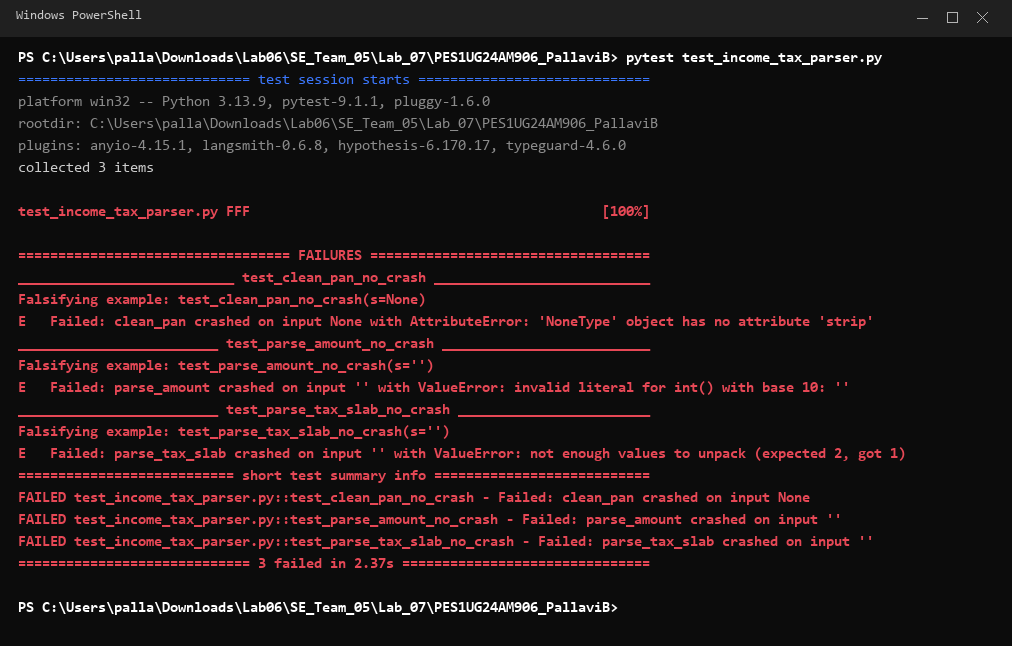 Windows PowerShell
PS C:\Users\palla\Downloads\Lab06\SE_Team_05\Lab_07\PES1UG24AM906_PallaviB> pytest test_income_tax_parser.py
============================= test session starts =============================
platform win32 -- Python 3.13.9, pytest-9.1.1, pluggy-1.6.0
rootdir: C:\Users\palla\Downloads\Lab06\SE_Team_05\Lab_07\PES1UG24AM906_PallaviB
plugins: anyio-4.15.1, langsmith-0.6.8, hypothesis-6.170.17, typeguard-4.6.0
collected 3 items
test_income_tax_parser.py FFF                                            [100%]
================================== FAILURES ===================================
___________________________ test_clean_pan_no_crash ___________________________
Falsifying example: test_clean_pan_no_crash(s=None)
E   Failed: clean_pan crashed on input None with AttributeError: 'NoneType' object has no attribute 'strip'
_________________________ test_parse_amount_no_crash __________________________
Falsifying example: test_parse_amount_no_crash(s='')
E   Failed: parse_amount crashed on input '' with ValueError: invalid literal for int() with base 10: ''
_________________________ test_parse_tax_slab_no_crash ________________________
Falsifying example: test_parse_tax_slab_no_crash(s='')
E   Failed: parse_tax_slab crashed on input '' with ValueError: not enough values to unpack (expected 2, got 1)
=========================== short test summary info ===========================
FAILED test_income_tax_parser.py::test_clean_pan_no_crash - Failed: clean_pan crashed on input None
FAILED test_income_tax_parser.py::test_parse_amount_no_crash - Failed: parse_amount crashed on input ''
FAILED test_income_tax_parser.py::test_parse_tax_slab_no_crash - Failed: parse_tax_slab crashed on input ''
============================= 3 failed in 2.37s ===============================
PS C:\Users\palla\Downloads\Lab06\SE_Team_05\Lab_07\PES1UG24AM906_PallaviB>